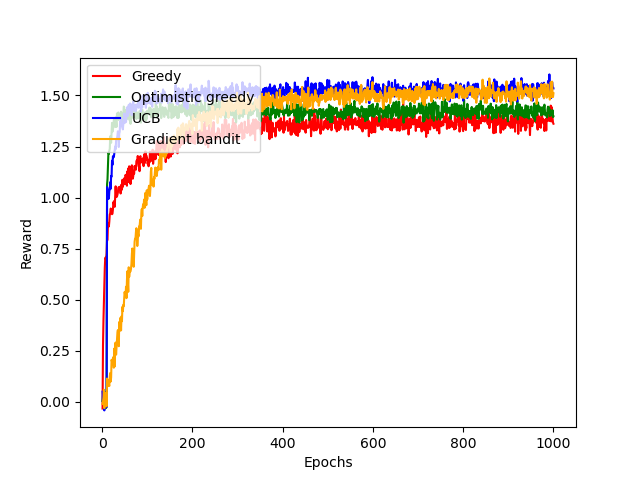 Greedy
Optimistic greedy
UCB
Gradient bandit
1.50
1.25
1.00
0.75
0.50
0.25
0.00
Reward
0 200 400 600 800 1000
Epochs